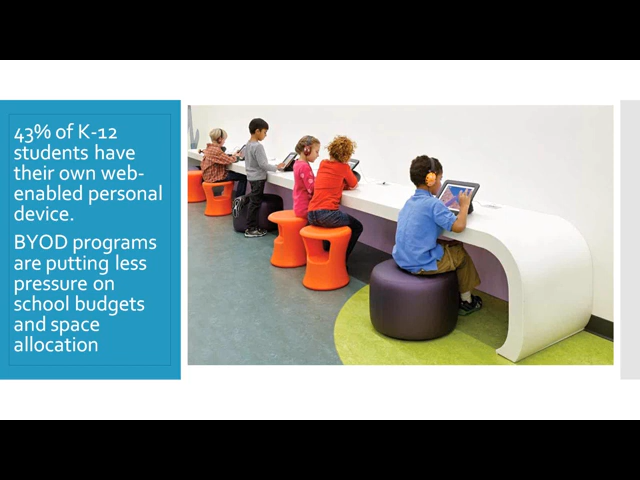 43% of K-12
students have
their own web-
enabled personal
device.
BYOD programs
are putting less
pressure on
school budgets
and space
allocation